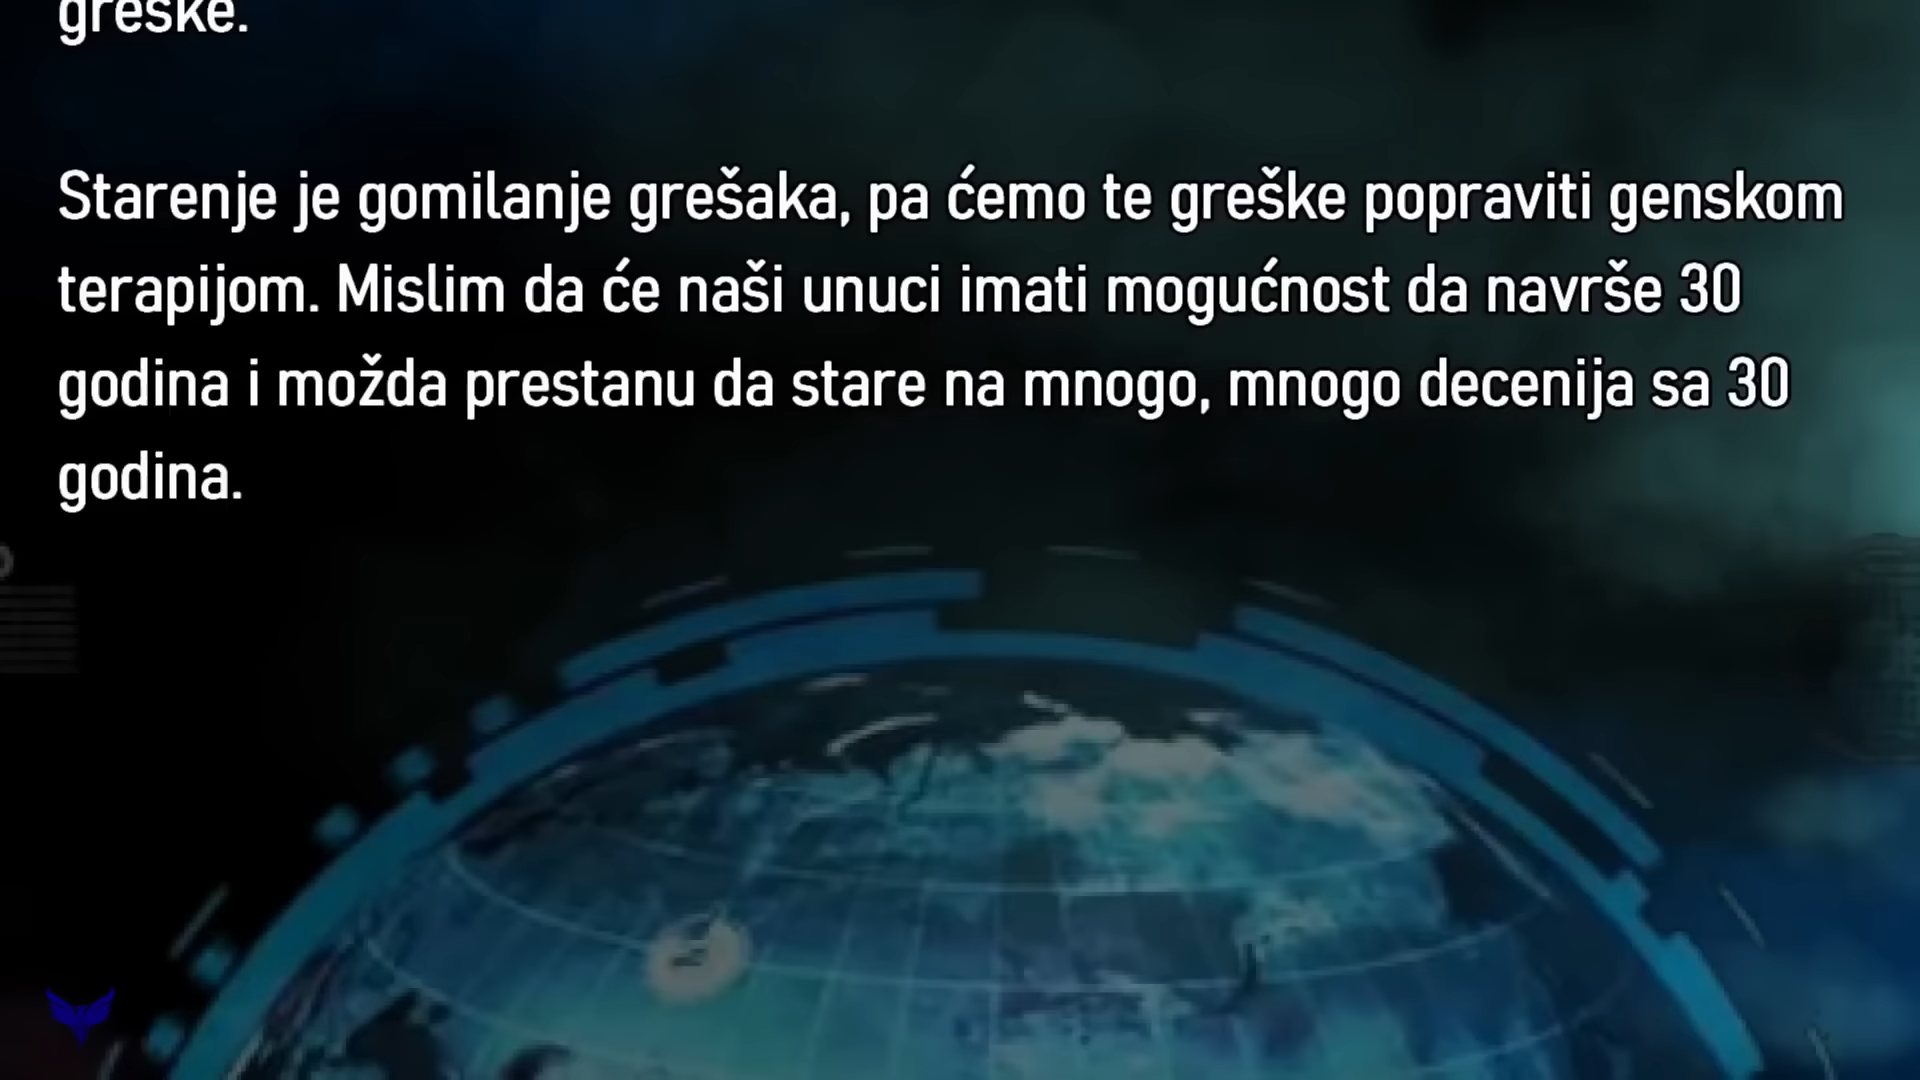 greške.
Starenje je gomilanje grešaka, pa ćemo te greške popraviti genskom
terapijom. Mislim da će naši unuci imati mogućnost da navrše 30
godina i možda prestanu da stare na mnogo, mnogo decenija sa 30
godina.